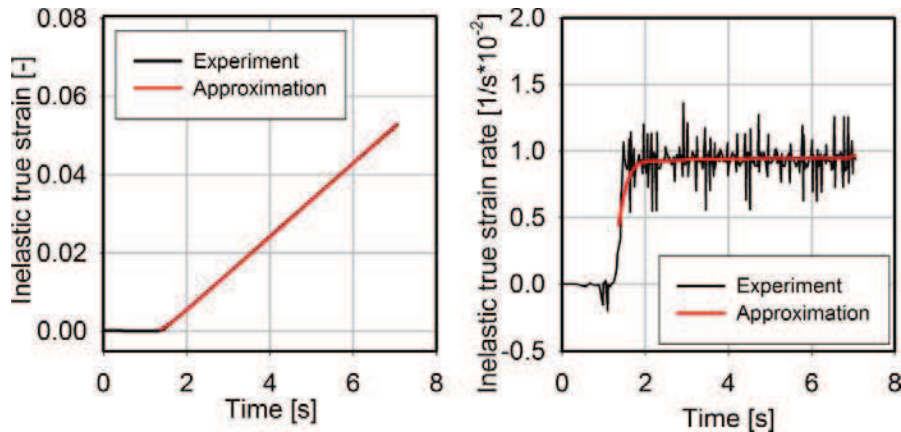 Inelastic true strain [-]
0.08
0.06
0.04
0.02
0.00
Experiment
Approximation
0 2 4 6 8
Time [s]
Inelastic true strain rate [1/s*10-2]
2.0
1.5
1.0
0.5
0.0
-0.5
Experiment
Approximation
0 2 4 6 8
Time [s]